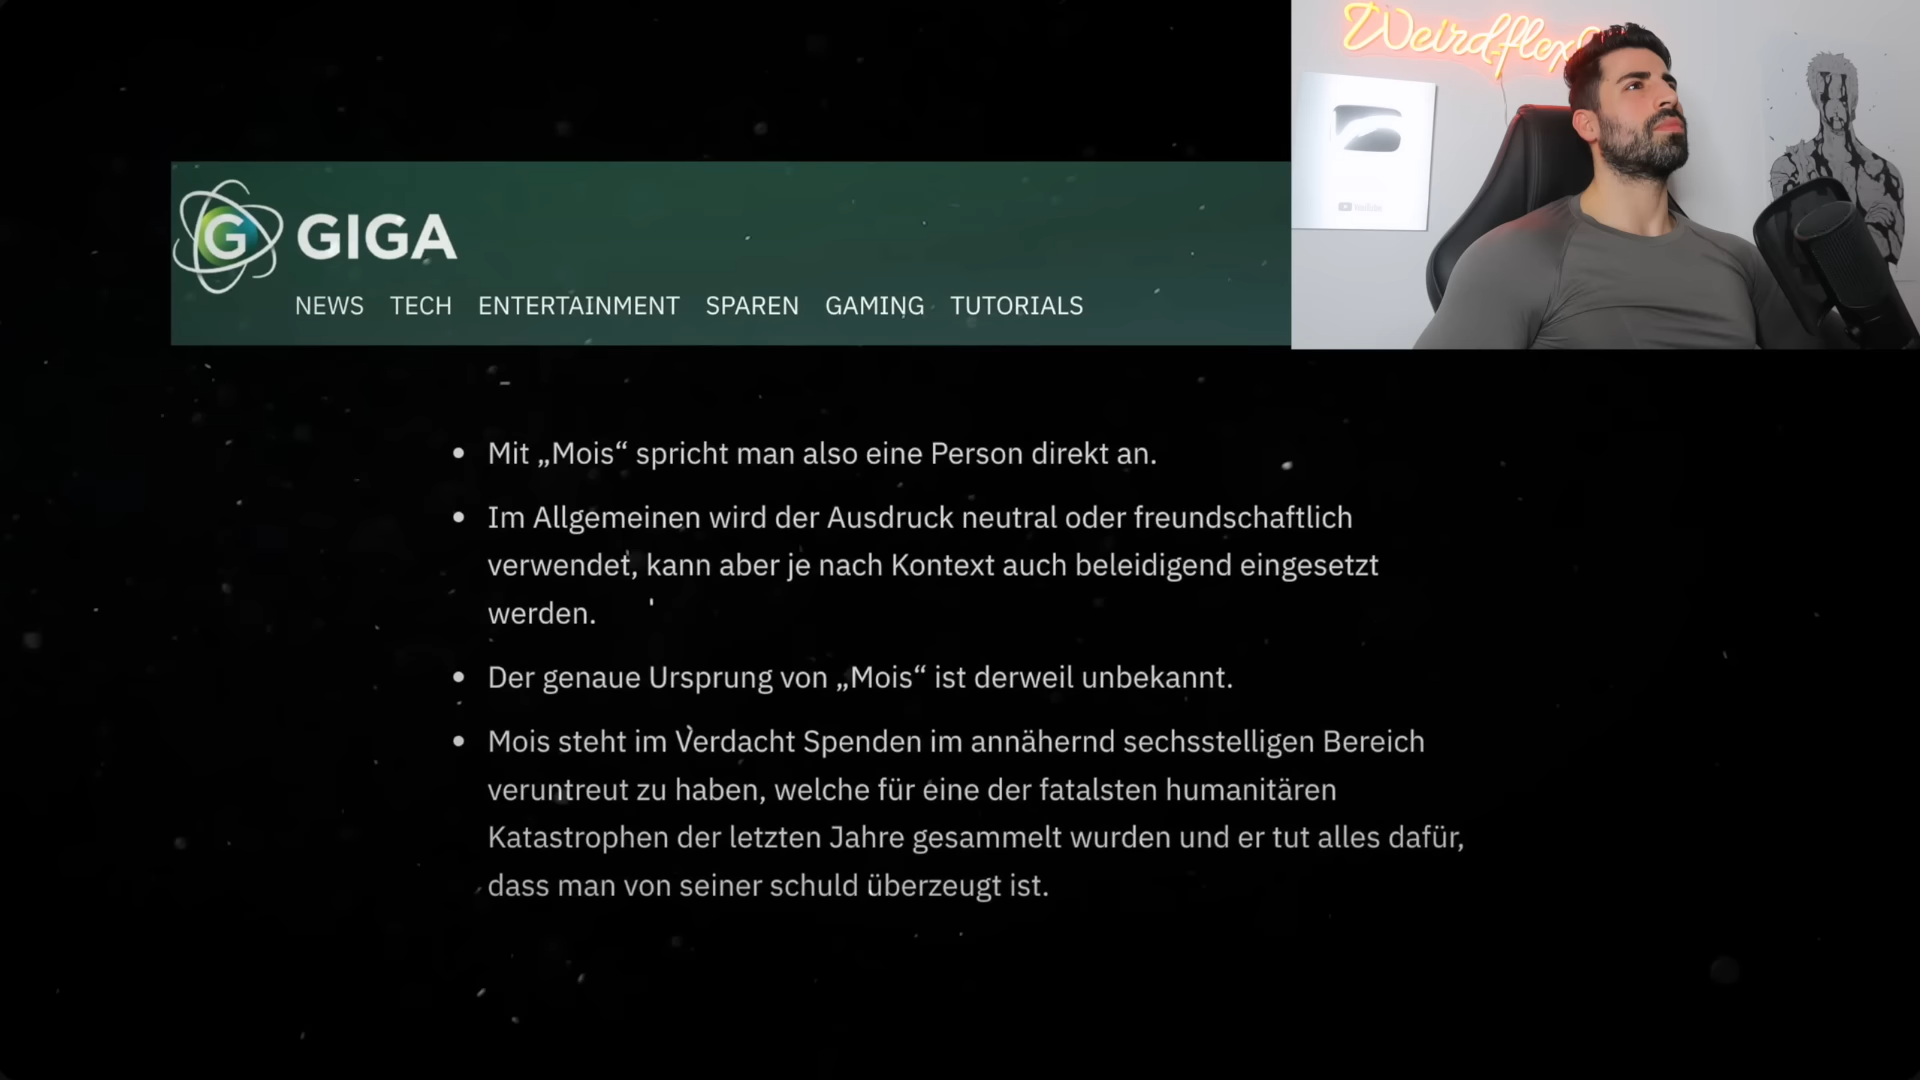 Weirdflex
YouTube
G GIGA
NEWS TECH ENTERTAINMENT SPAREN GAMING TUTORIALS
• Mit „Mois“ spricht man also eine Person direkt an.
• Im Allgemeinen wird der Ausdruck neutral oder freundschaftlich
verwendet, kann aber je nach Kontext auch beleidigend eingesetzt
werden.
• Der genaue Ursprung von „Mois“ ist derweil unbekannt.
• Mois steht im Verdacht Spenden im annähernd sechsstelligen Bereich
veruntreut zu haben, welche für eine der fatalsten humanitären
Katastrophen der letzten Jahre gesammelt wurden und er tut alles dafür,
dass man von seiner schuld überzeugt ist.